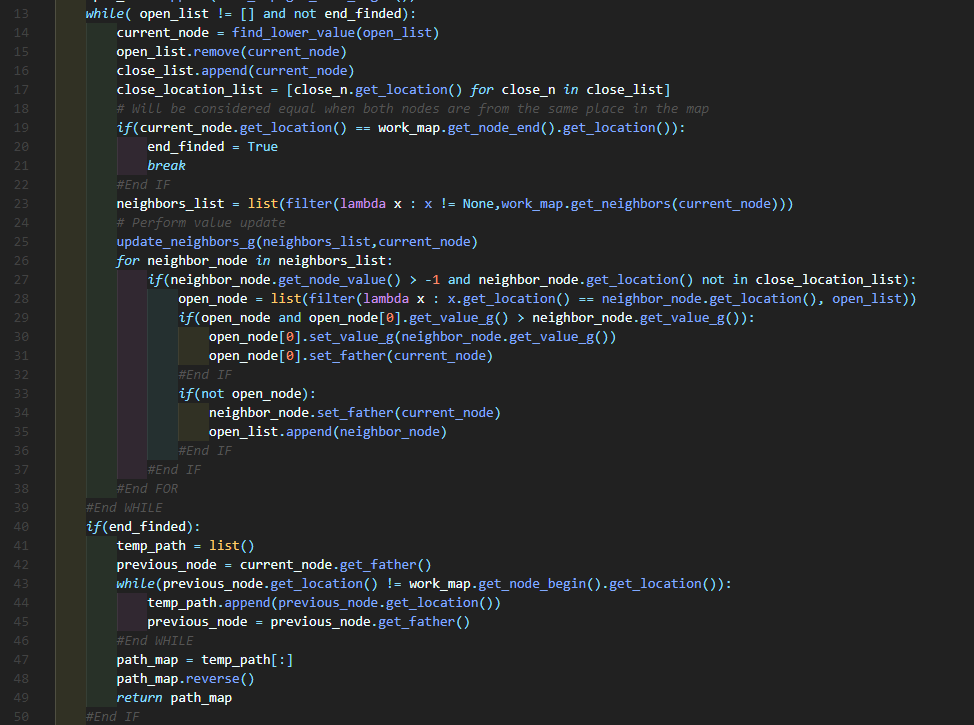 13 while( open_list != [] and not end_finded):
14 current_node = find_lower_value(open_list)
15 open_list.remove(current_node)
16 close_list.append(current_node)
17 close_location_list = [close_n.get_location() for close_n in close_list]
18 # Will be considered equal when both nodes are from the same place in the map
19 if(current_node.get_location() == work_map.get_node_end().get_location()):
20 end_finded = True
21 break
22 #End IF
23 neighbors_list = list(filter(lambda x : x != None,work_map.get_neighbors(current_node)))
24 # Perform value update
25 update_neighbors_g(neighbors_list,current_node)
26 for neighbor_node in neighbors_list:
27 if(neighbor_node.get_node_value() > -1 and neighbor_node.get_location() not in close_location_list):
28 open_node = list(filter(lambda x : x.get_location() == neighbor_node.get_location(), open_list))
29 if(open_node and open_node[0].get_value_g() > neighbor_node.get_value_g()):
30 open_node[0].set_value_g(neighbor_node.get_value_g())
31 open_node[0].set_father(current_node)
32 #End IF
33 if(not open_node):
34 neighbor_node.set_father(current_node)
35 open_list.append(neighbor_node)
36 #End IF
37 #End IF
38 #End FOR
39 #End WHILE
40 if(end_finded):
41 temp_path = list()
42 previous_node = current_node.get_father()
43 while(previous_node.get_location() != work_map.get_node_begin().get_location()):
44 temp_path.append(previous_node.get_location())
45 previous_node = previous_node.get_father()
46 #End WHILE
47 path_map = temp_path[:]
48 path_map.reverse()
49 return path_map
50 #End IF